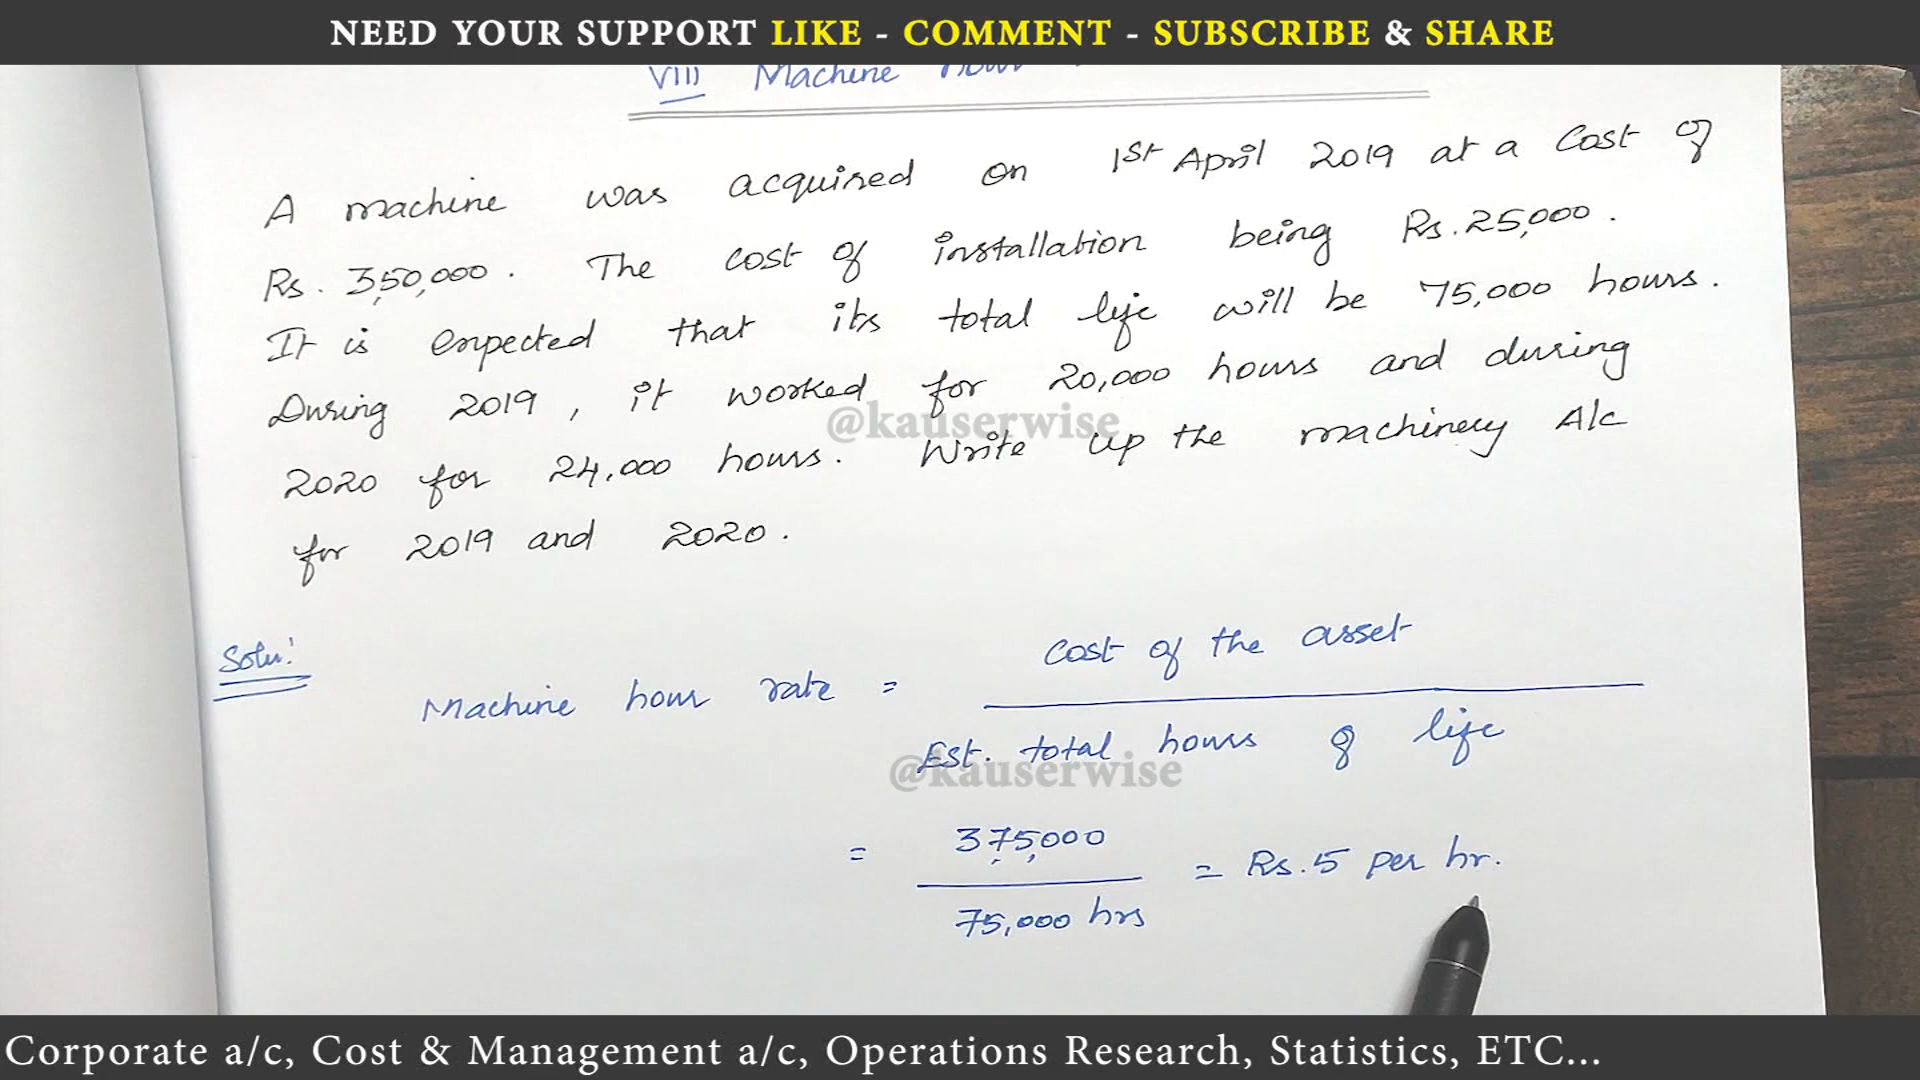 NEED YOUR SUPPORT LIKE - COMMENT - SUBSCRIBE & SHARE
VIII Machine hour
A machine was acquired on 1st April 2019 at a cost of
Rs. 3,50,000. The cost of installation being Rs. 25,000.
It is expected that its total life will be 75,000 hours.
During 2019, it worked for 20,000 hours and during
@kauserwise
2020 for 24,000 hours. Write up the machinery A/c
for 2019 and 2020.
Solu:
Machine hour rate = Cost of the asset
Est. total hours of life
@kauserwise
= 3,75,000
75,000 hrs
= Rs. 5 per hr.
Corporate a/c, Cost & Management a/c, Operations Research, Statistics, ETC...